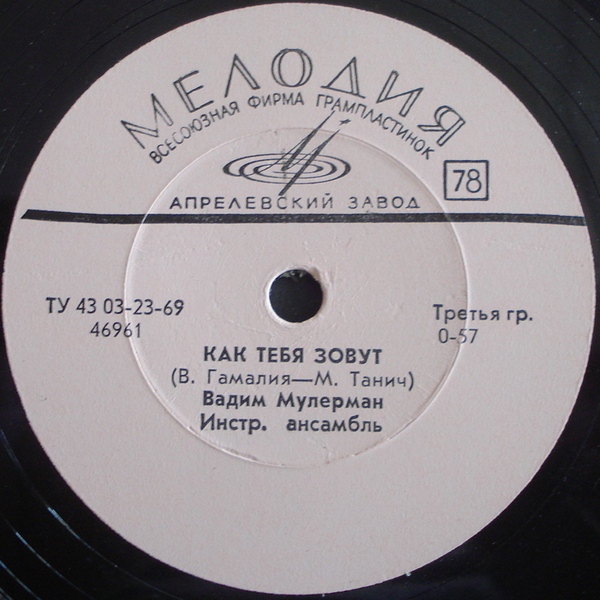 МЕЛОДИЯ
ВСЕСОЮЗНАЯ ФИРМА ГРАМПЛАСТИНОК
78
АПРЕЛЕВСКИЙ ЗАВОД
ТУ 43 03-23-69
46961
Третья гр.
0-57
КАК ТЕБЯ ЗОВУТ
(В. Гамалия—М. Танич)
Вадим Мулерман
Инстр. ансамбль